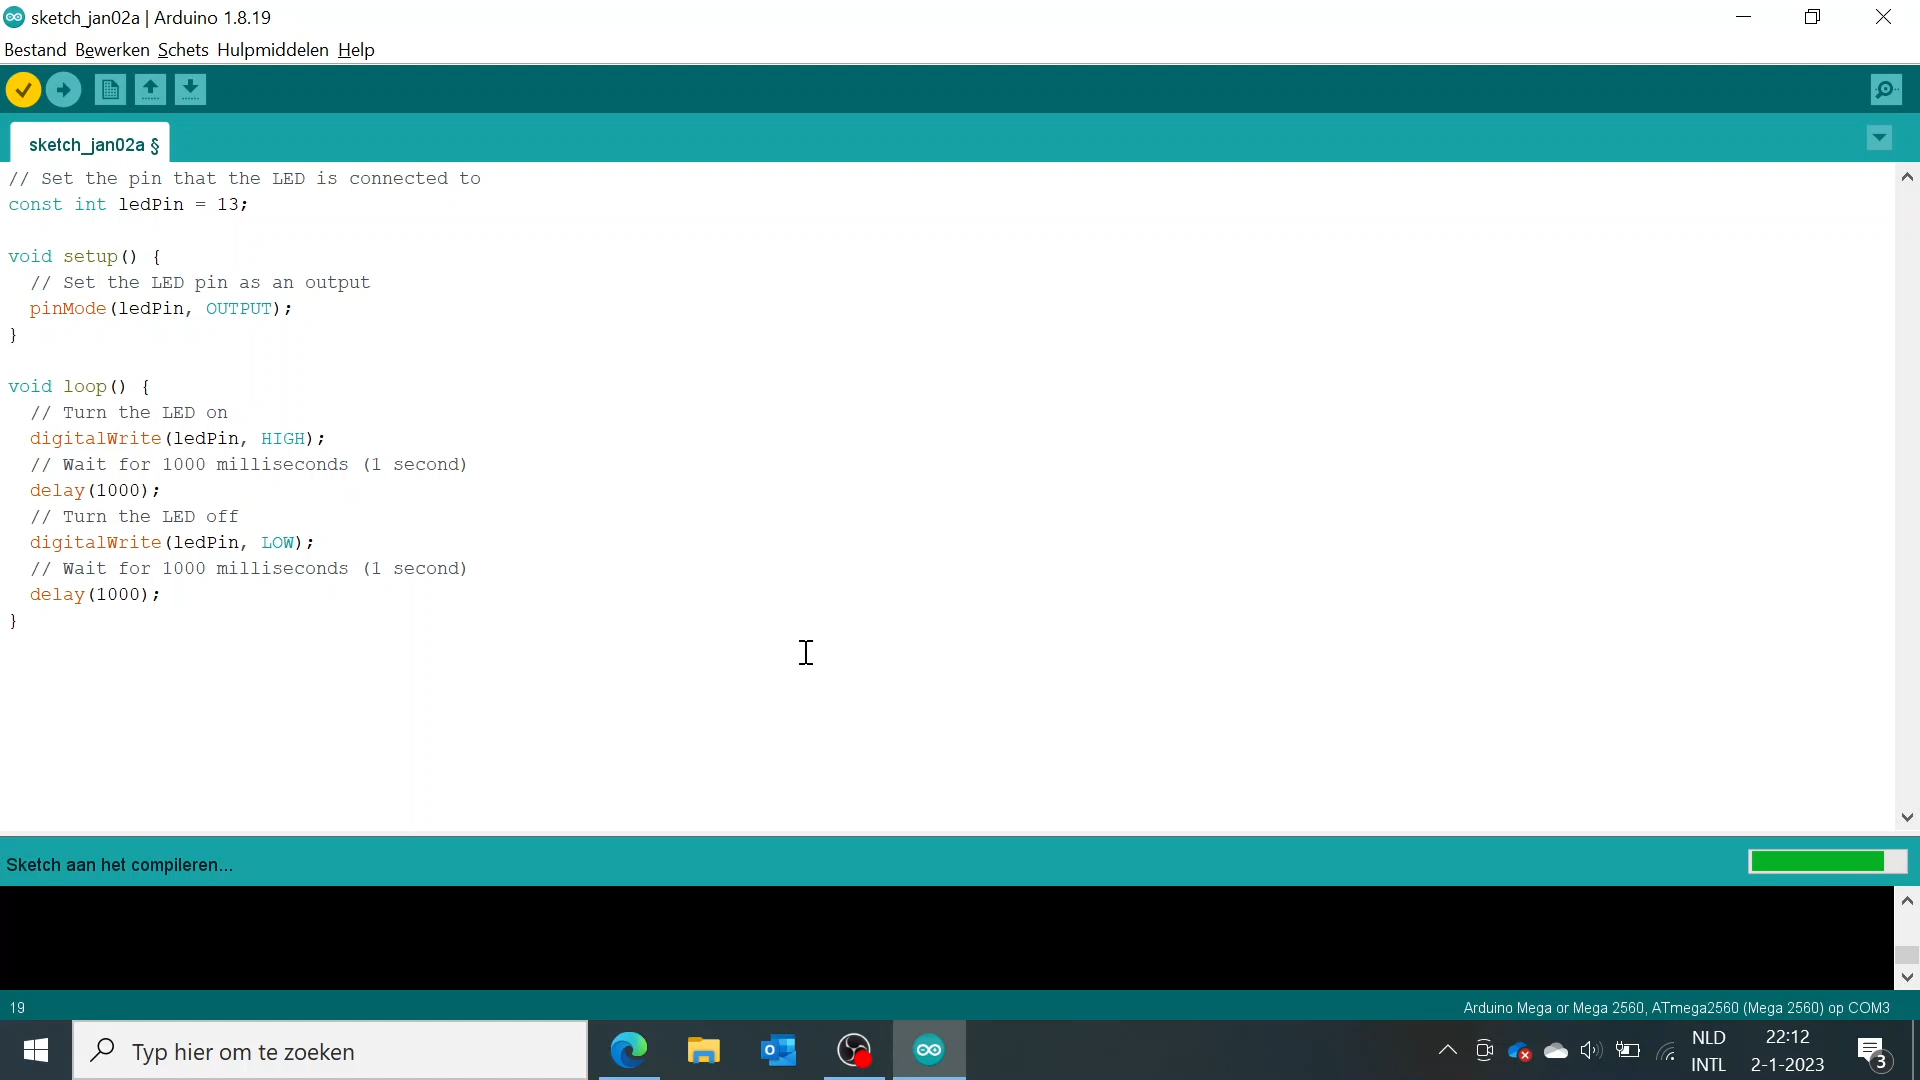 sketch_jan02a | Arduino 1.8.19
Bestand Bewerken Schets Hulpmiddelen Help
sketch_jan02a §
// Set the pin that the LED is connected to
const int ledPin = 13;
void setup() {
// Set the LED pin as an output
pinMode(ledPin, OUTPUT);
}
void loop() {
// Turn the LED on
digitalWrite(ledPin, HIGH);
// Wait for 1000 milliseconds (1 second)
delay(1000);
// Turn the LED off
digitalWrite(ledPin, LOW);
// Wait for 1000 milliseconds (1 second)
delay(1000);
}
Sketch aan het compileren...
19
Arduino Mega or Mega 2560, ATmega2560 (Mega 2560) op COM3
Typ hier om te zoeken
NLD
INTL
22:12
2-1-2023
3